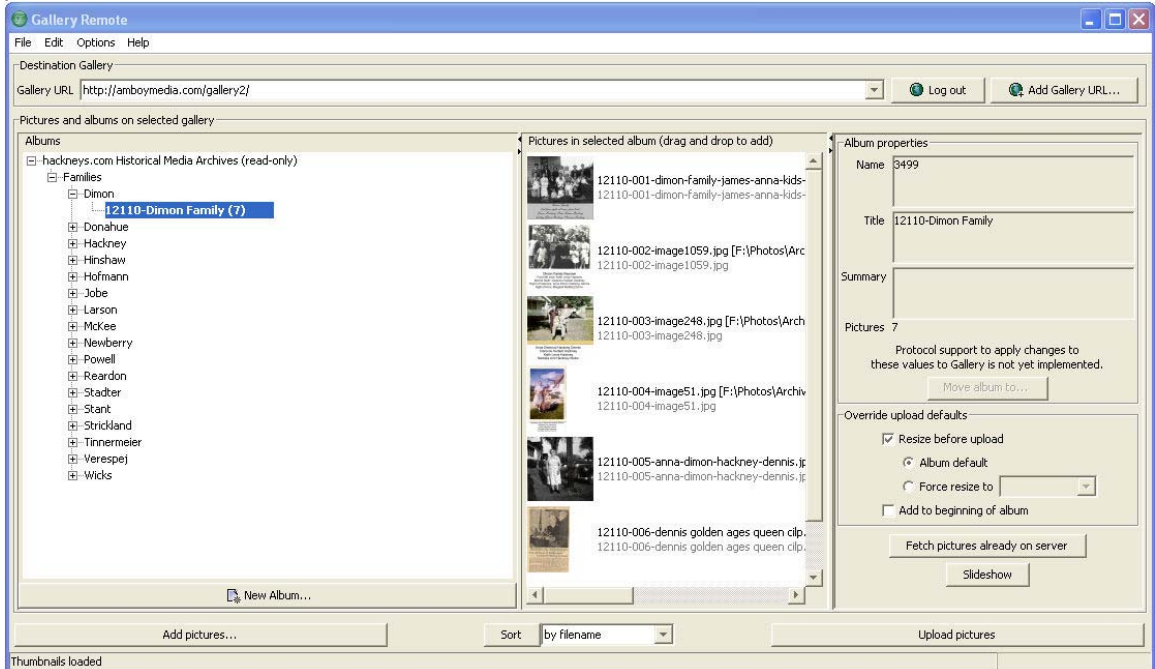 Gallery Remote
File Edit Options Help
Destination Gallery
Gallery URL http://amboymedia.com/gallery2/ Log out Add Gallery URL...
Pictures and albums on selected gallery
Albums
hackneys.com Historical Media Archives (read-only)
Families
Dimon
12110-Dimon Family (7)
Donahue
Hackney
Hinshaw
Hofmann
Jobe
Larson
McKee
Newberry
Powell
Reardon
Stadter
Stant
Strickland
Tinnermeier
Verespej
Wicks
New Album...
Pictures in selected album (drag and drop to add)
12110-001-dimon-family-james-anna-kids-
12110-001-dimon-family-james-anna-kids-
12110-002-image1059.jpg [F:\Photos\Arc
12110-002-image1059.jpg
12110-003-image248.jpg [F:\Photos\Arch
12110-003-image248.jpg
12110-004-image51.jpg [F:\Photos\Archiv
12110-004-image51.jpg
12110-005-anna-dimon-hackney-dennis.jp
12110-005-anna-dimon-hackney-dennis.jp
12110-006-dennis golden ages queen cilp.
12110-006-dennis golden ages queen cilp.
Album properties
Name 3499
Title 12110-Dimon Family
Summary
Pictures 7
Protocol support to apply changes to
these values to Gallery is not yet implemented.
Move album to...
Override upload defaults
Resize before upload
Album default
Force resize to
Add to beginning of album
Fetch pictures already on server
Slideshow
Add pictures... Sort by filename Upload pictures
Thumbnails loaded